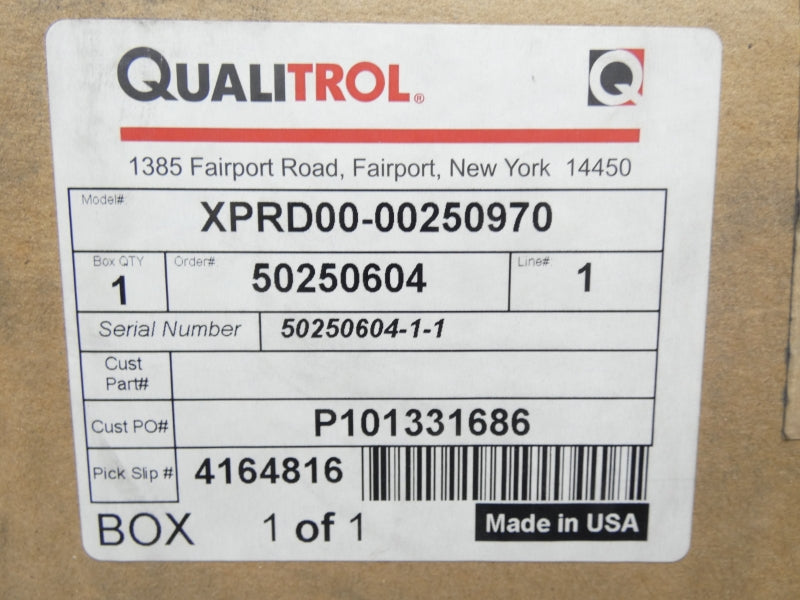 QUALITROL® Q
1385 Fairport Road, Fairport, New York 14450
Model# XPRD00-00250970
Box QTY 1 Order# 50250604 Line# 1
Serial Number 50250604-1-1
Cust Part#
Cust PO# P101331686
Pick Slip # 4164816
BOX 1 of 1 Made in USA